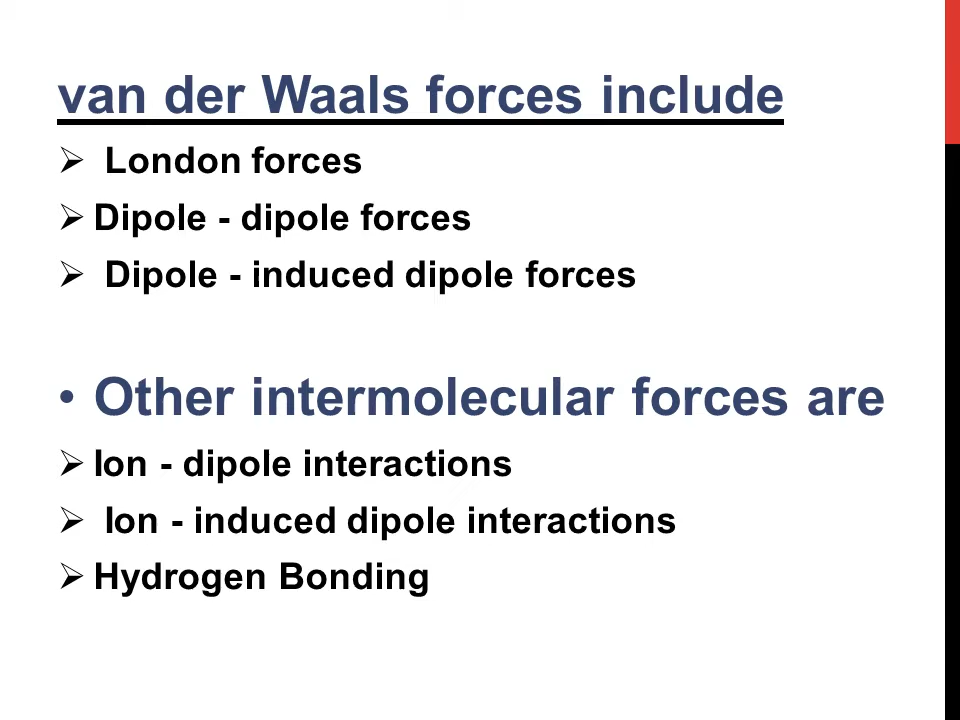 van der Waals forces include
➢ London forces
➢ Dipole - dipole forces
➢ Dipole - induced dipole forces
• Other intermolecular forces are
➢ Ion - dipole interactions
➢ Ion - induced dipole interactions
➢ Hydrogen Bonding